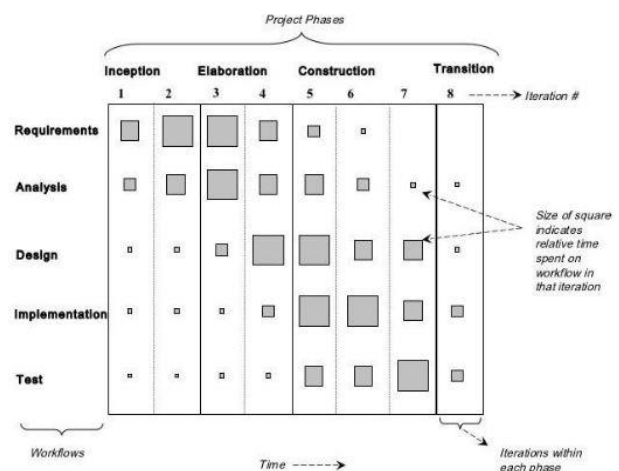 Project Phases
Inception Elaboration Construction Transition
1 2 3 4 5 6 7 8 Iteration #
Requirements
Analysis
Size of square
indicates
relative time
spent on
workflow in
that iteration
Design
Implementation
Test
Workflows
Time
Iterations within
each phase